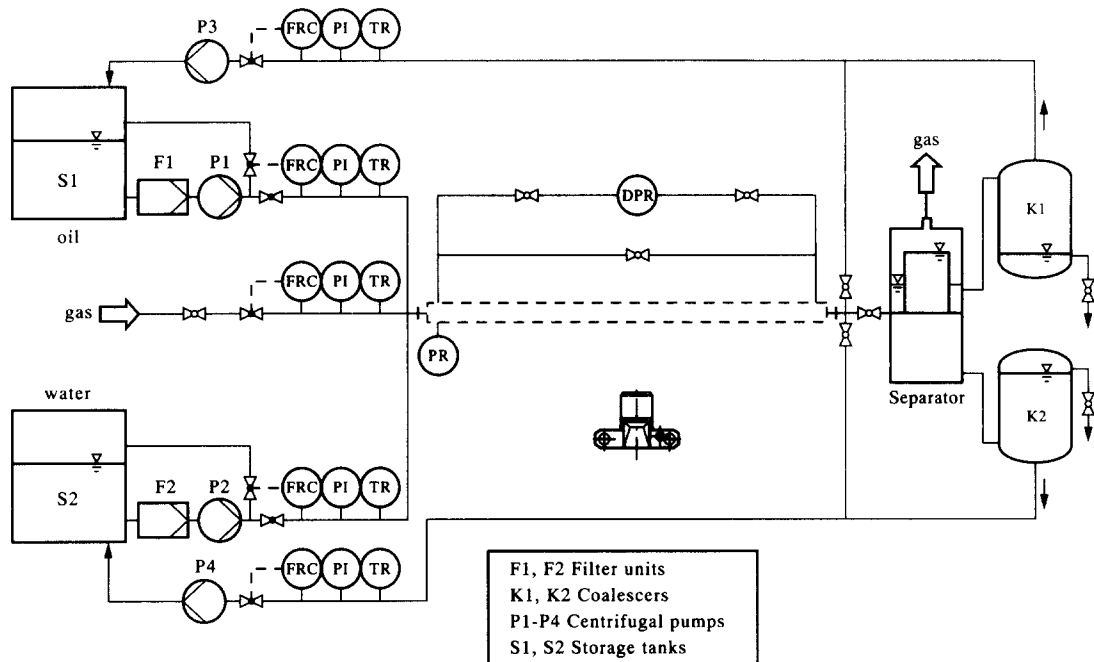 P3
FRC PI TR
S1
F1
P1
FRC PI TR
oil
DPR
gas
K1
gas
FRC PI TR
PR
water
Separator
K2
S2
F2
P2
FRC PI TR
P4
FRC PI TR
F1, F2 Filter units
K1, K2 Coalescers
P1-P4 Centrifugal pumps
S1, S2 Storage tanks